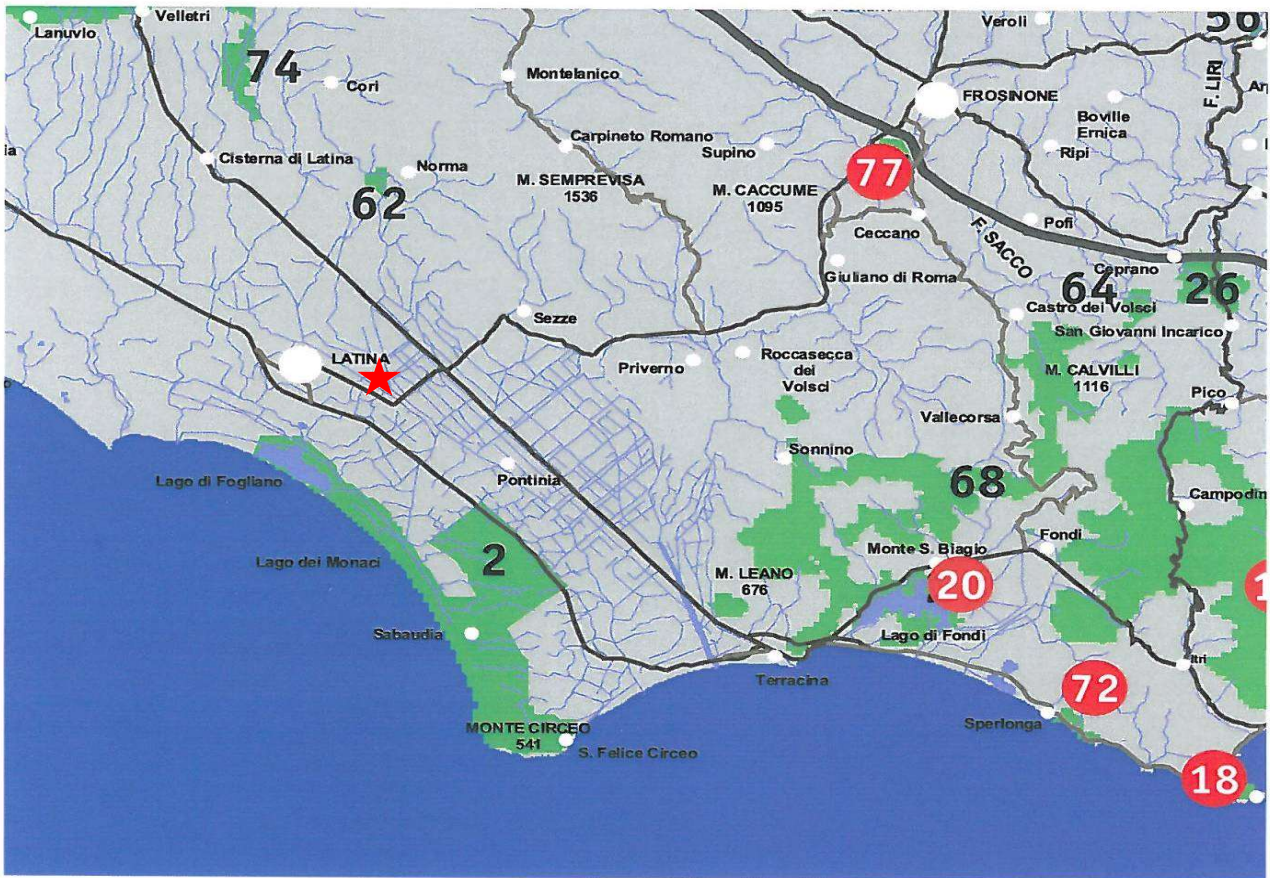 Velletri
Lanuvio
74
Cori
Montelanico
Veroli
56
FROSINONE
F. LIRI
Boville
Ernica
Carpineto Romano
Supino
Ripi
Cisterna di Latina
Norma
62
M. SEMPREVISA
1536
M. CACCUME
1095
77
Ceccano
Pofi
F. SACCO
Giuliano di Roma
Ceprano
64
26
Castro dei Volsci
San Giovanni Incarico
Sezze
LATINA
Priverno
Roccasecca
dei
Volsci
M. CALVILLI
1116
Pico
Vallecorsa
Sonnino
Lago di Fogliano
Pontinia
68
Campodim
2
Lago dei Monaci
Monte S. Biagio
Fondi
M. LEANO
676
20
1
Sabaudia
Lago di Fondi
Itri
Terracina
72
Sperlonga
MONTE CIRCEO
541
S. Felice Circeo
18